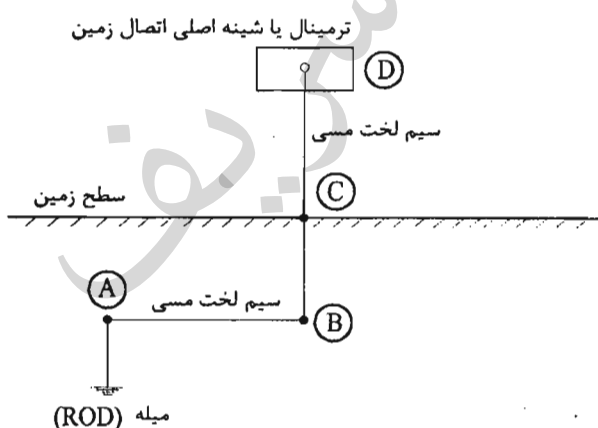 ترمینال یا شینه اصلی اتصال زمین
D
سیم لخت مسی
C
سطح زمین
A
سیم لخت مسی
B
میله (ROD)